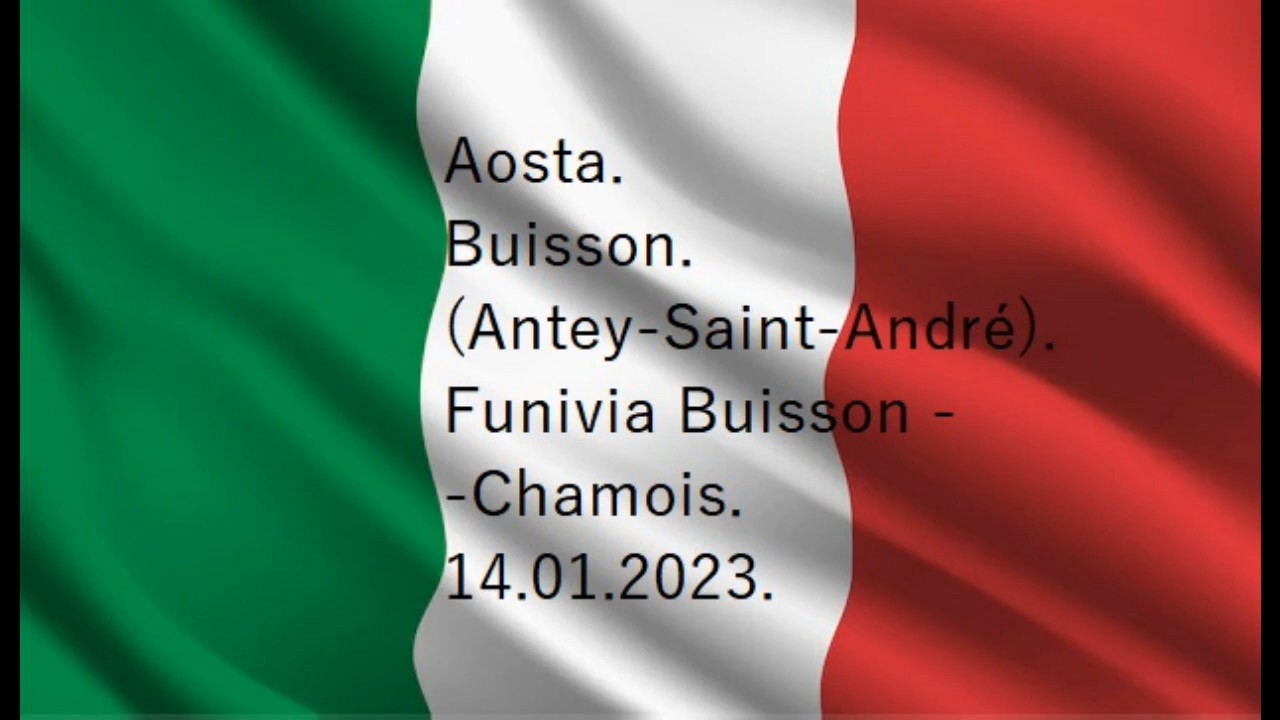 Aosta.
Buisson.
(Antey-Saint-André).
Funivia Buisson -
-Chamois.
14.01.2023.